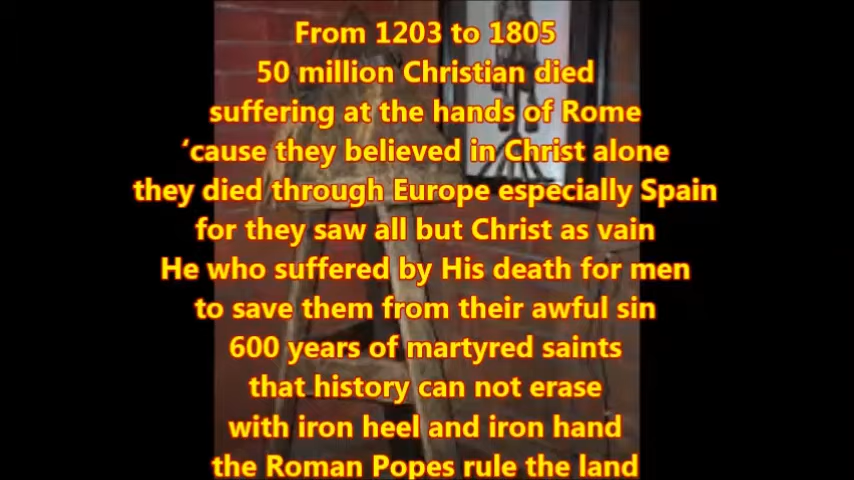 From 1203 to 1805
50 million Christian died
suffering at the hands of Rome
‘cause they believed in Christ alone
they died through Europe especially Spain
for they saw all but Christ as vain
He who suffered by His death for men
to save them from their awful sin
600 years of martyred saints
that history can not erase
with iron heel and iron hand
the Roman Popes rule the land